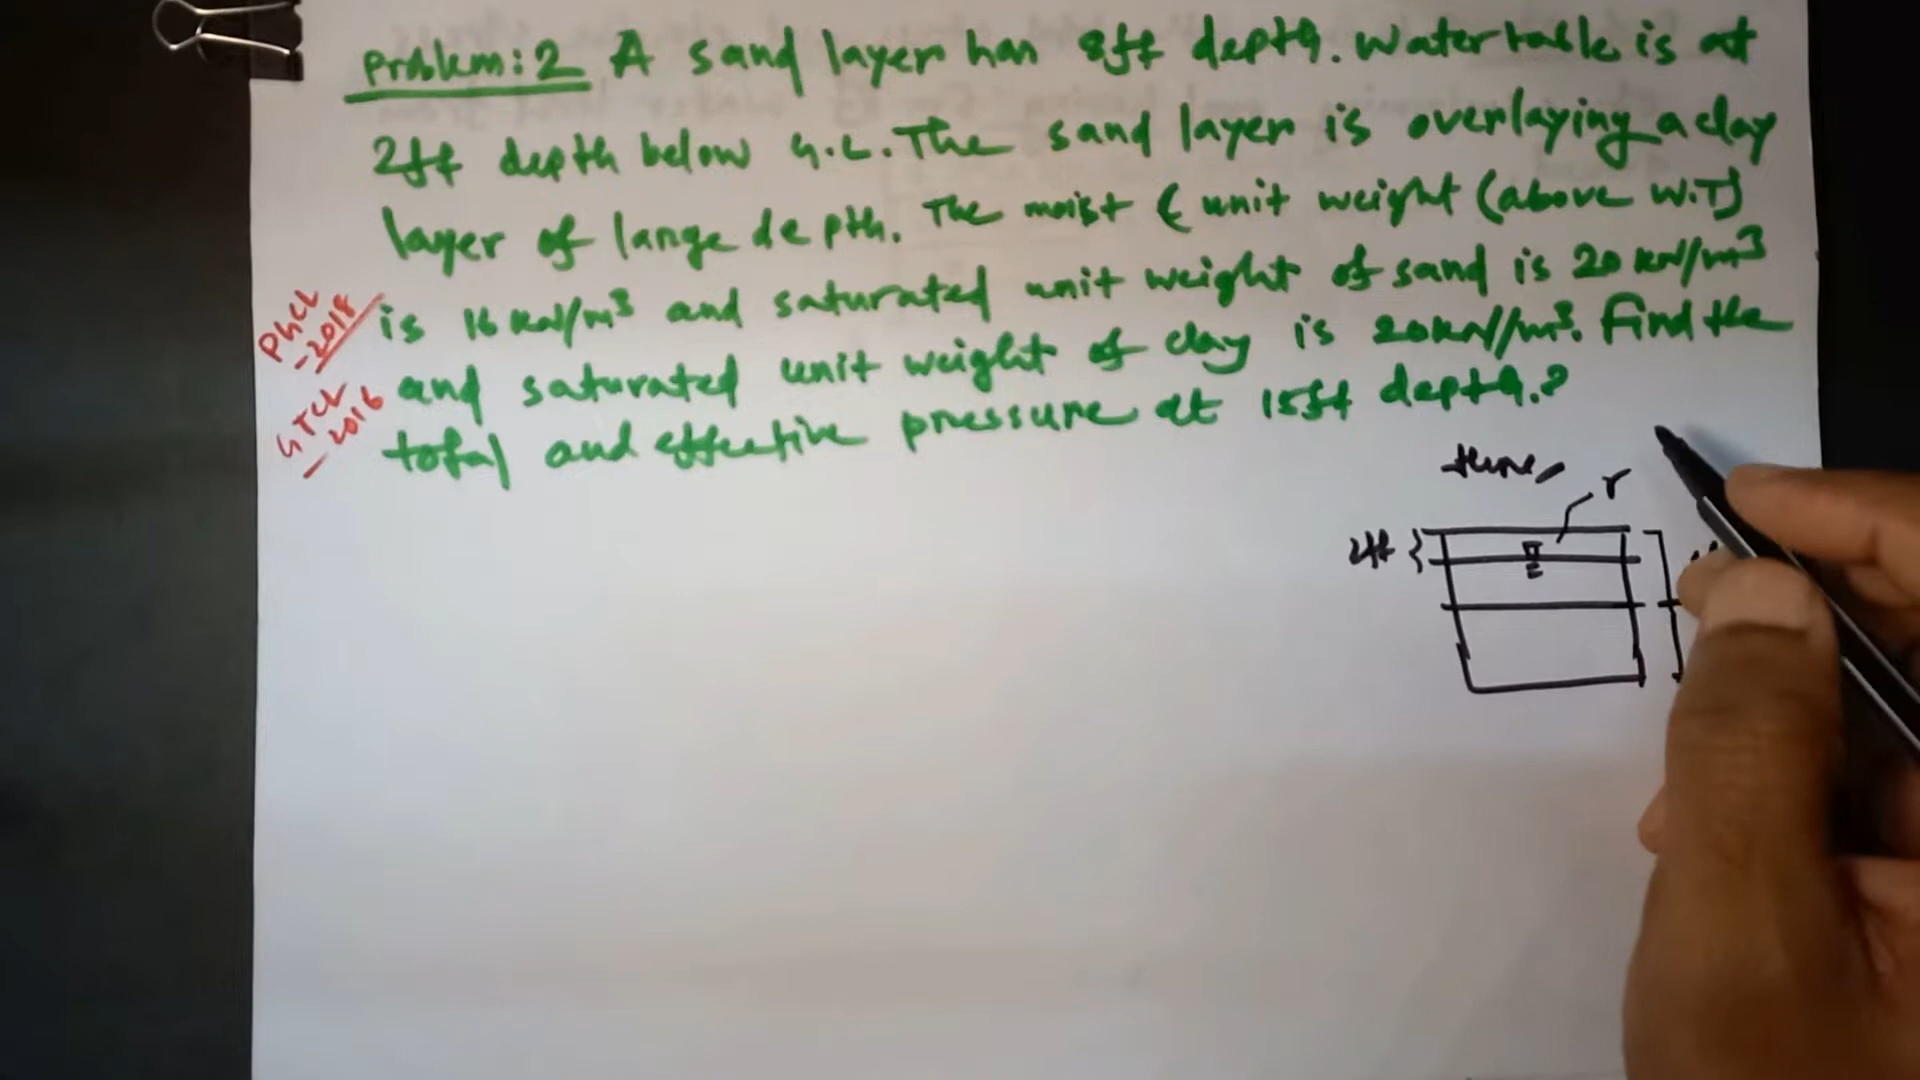 Problem: 2 A sand layer has 8ft depth. Water table is at
2ft depth below G.L. The sand layer is overlaying a clay
layer of large depth. The moist & unit weight (above W.T)
is 16 kN/m³ and saturated unit weight of sand is 20 kN/m³
and saturated unit weight of clay is 20kN/m³. Find the
total and effective pressure at 15ft depth.?
PGCL
-2018
GTCL
-2016
Here,
r
2ft